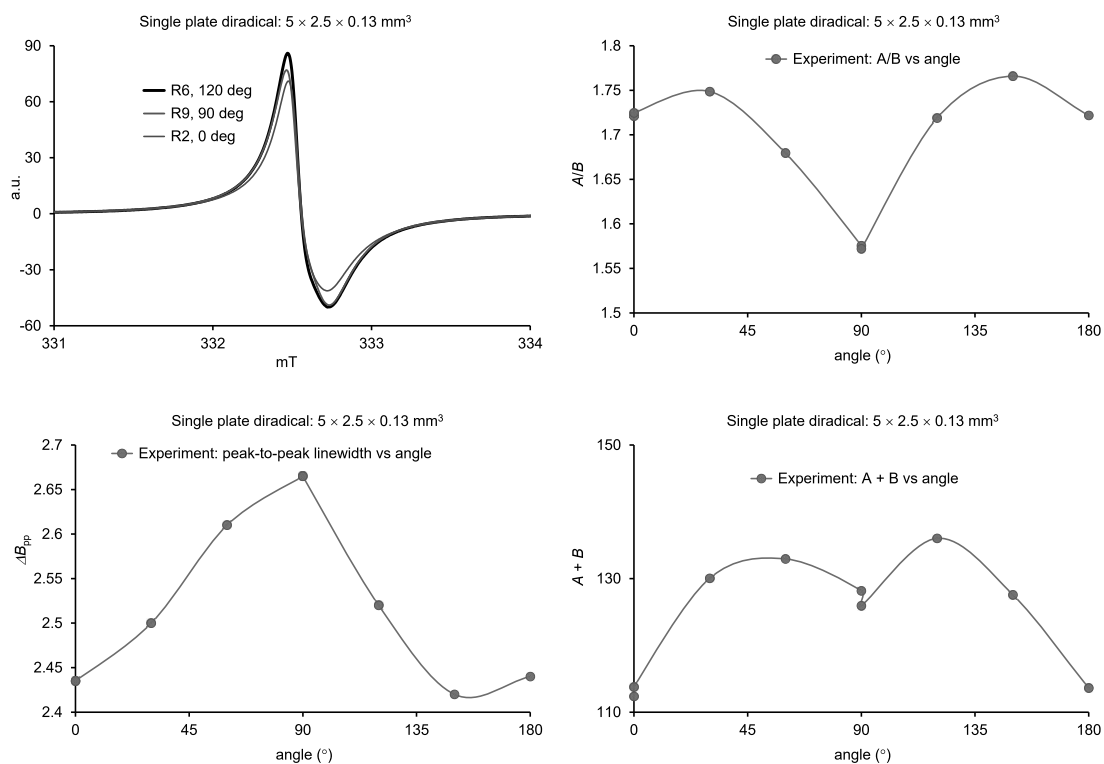 Single plate diradical: 5 × 2.5 × 0.13 mm³
90
60
30
0
-30
-60
a.u.
R6, 120 deg
R9, 90 deg
R2, 0 deg
331
332
333
334
mT
Single plate diradical: 5 × 2.5 × 0.13 mm³
1.8
1.75
1.7
1.65
1.6
1.55
1.5
A/B
Experiment: A/B vs angle
0
45
90
135
180
angle (°)
Single plate diradical: 5 × 2.5 × 0.13 mm³
2.7
2.65
2.6
2.55
2.5
2.45
2.4
ΔBpp
Experiment: peak-to-peak linewidth vs angle
0
45
90
135
180
angle (°)
Single plate diradical: 5 × 2.5 × 0.13 mm³
150
130
110
A + B
Experiment: A + B vs angle
0
45
90
135
180
angle (°)